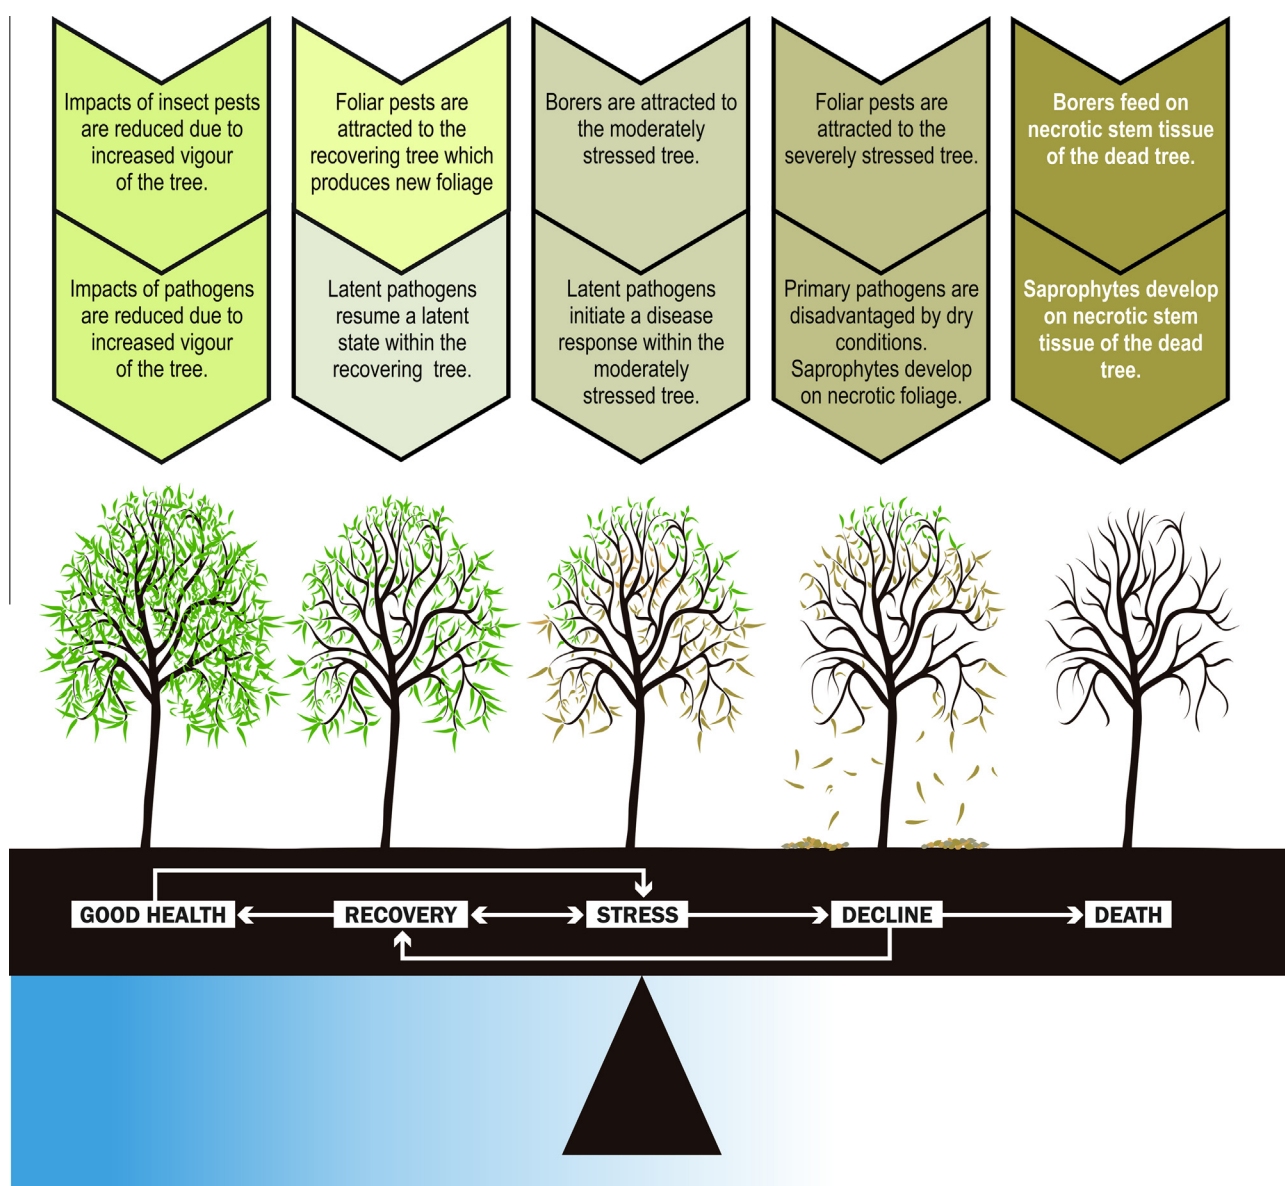 Impacts of insect pests
are reduced due to
increased vigour
of the tree.
Impacts of pathogens
are reduced due to
increased vigour
of the tree.
Foliar pests are
attracted to the
recovering tree which
produces new foliage
Latent pathogens
resume a latent
state within the
recovering tree.
Borers are attracted to
the moderately
stressed tree.
Latent pathogens
initiate a disease
response within the
moderately
stressed tree.
Foliar pests are
attracted to the
severely stressed tree.
Primary pathogens are
disadvantaged by dry
conditions.
Saprophytes develop
on necrotic foliage.
Borers feed on
necrotic stem tissue
of the dead tree.
Saprophytes develop
on necrotic stem
tissue of the dead
tree.
GOOD HEALTH
RECOVERY
STRESS
DECLINE
DEATH